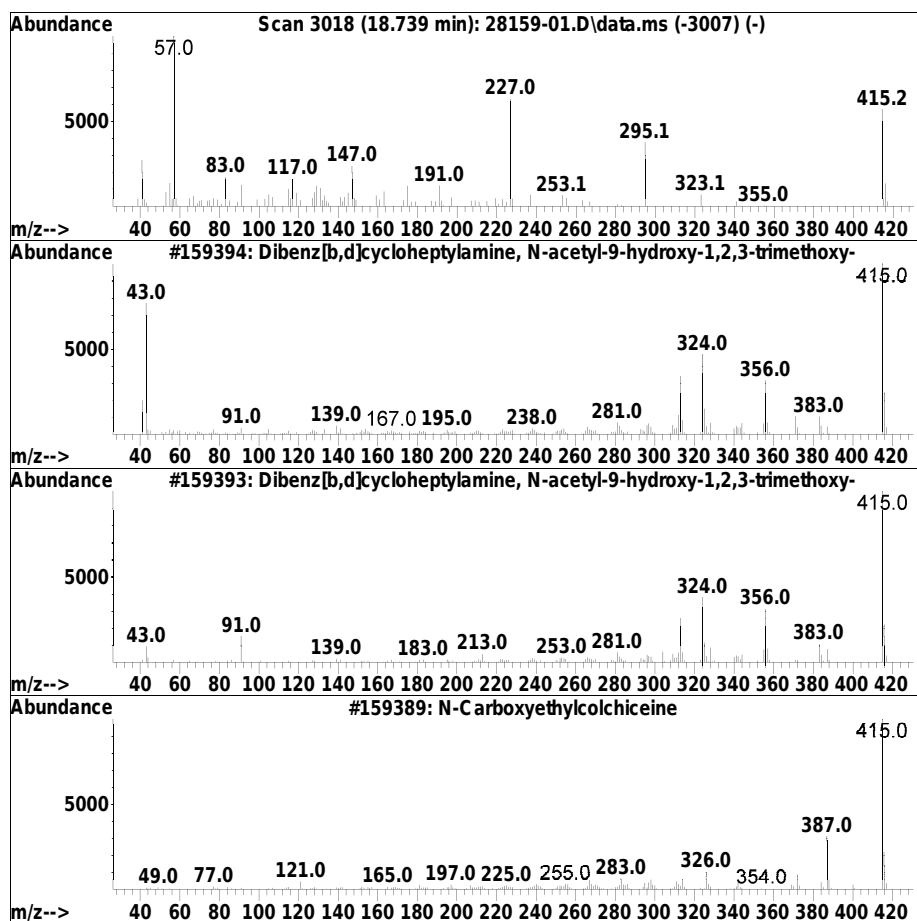 Abundance Scan 3018 (18.739 min): 28159-01.D\data.ms (-3007) (-)
57.0
227.0
415.2
5000
295.1
83.0 117.0 147.0
191.0
253.1 323.1 355.0
40 60 80 100 120 140 160 180 200 220 240 260 280 300 320 340 360 380 400 420
m/z-->
Abundance #159394: Dibenz[b,d]cycloheptylamine, N-acetyl-9-hydroxy-1,2,3-trimethoxy-
415.0
43.0
5000
324.0
356.0
383.0
91.0 139.0 167.0 195.0 238.0 281.0
40 60 80 100 120 140 160 180 200 220 240 260 280 300 320 340 360 380 400 420
m/z-->
Abundance #159393: Dibenz[b,d]cycloheptylamine, N-acetyl-9-hydroxy-1,2,3-trimethoxy-
415.0
5000
324.0
356.0
43.0 91.0 383.0
139.0 183.0 213.0 253.0 281.0
40 60 80 100 120 140 160 180 200 220 240 260 280 300 320 340 360 380 400 420
m/z-->
Abundance #159389: N-Carboxyethylcolchiceine
415.0
5000
387.0
49.0 77.0 121.0 165.0 197.0 225.0 255.0 283.0 326.0 354.0
40 60 80 100 120 140 160 180 200 220 240 260 280 300 320 340 360 380 400 420
m/z-->